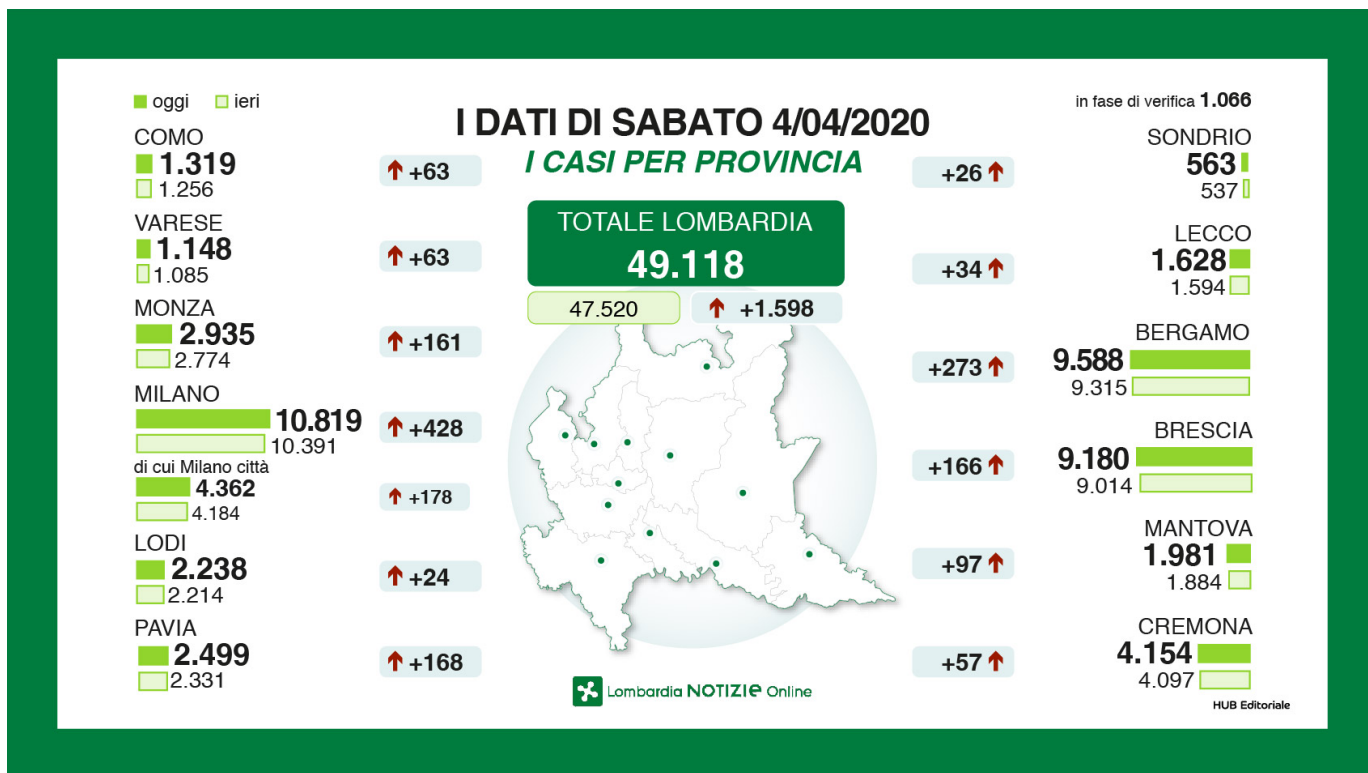 oggi ieri
I DATI DI SABATO 4/04/2020
I CASI PER PROVINCIA
in fase di verifica 1.066
TOTALE LOMBARDIA
49.118
47.520
+1.598
COMO
1.319
1.256
+63
VARESE
1.148
1.085
+63
MONZA
2.935
2.774
+161
MILANO
10.819
10.391
+428
di cui Milano città
4.362
4.184
+178
LODI
2.238
2.214
+24
PAVIA
2.499
2.331
+168
SONDRIO
563
537
+26
LECCO
1.628
1.594
+34
BERGAMO
9.588
9.315
+273
BRESCIA
9.180
9.014
+166
MANTOVA
1.981
1.884
+97
CREMONA
4.154
4.097
+57
Lombardia NOTIZIe Online
HUB Editoriale